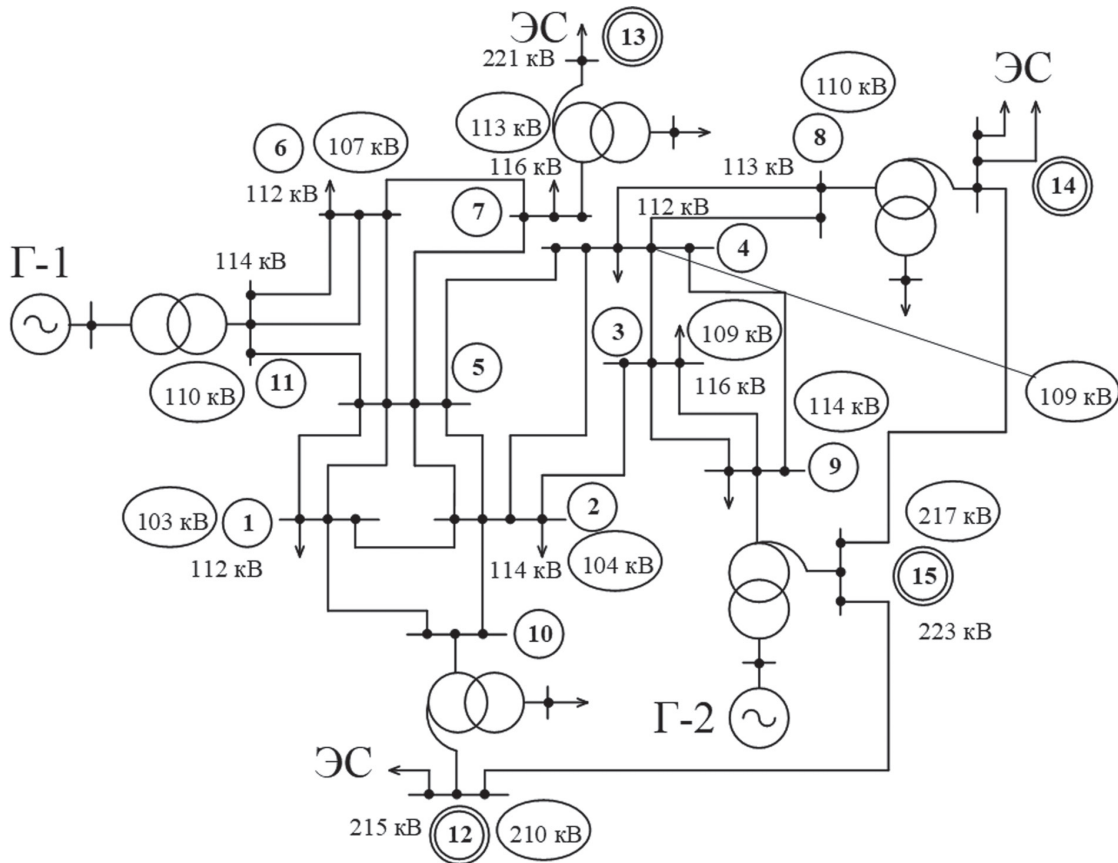 ЭС
13
221 кВ
110 кВ
ЭС
113 кВ
8
6
107 кВ
116 кВ
113 кВ
14
112 кВ
7
112 кВ
4
Г-1
114 кВ
3
109 кВ
5
116 кВ
110 кВ
11
114 кВ
109 кВ
9
103 кВ
1
2
217 кВ
112 кВ
114 кВ
104 кВ
15
10
223 кВ
Г-2
ЭС
215 кВ
12
210 кВ